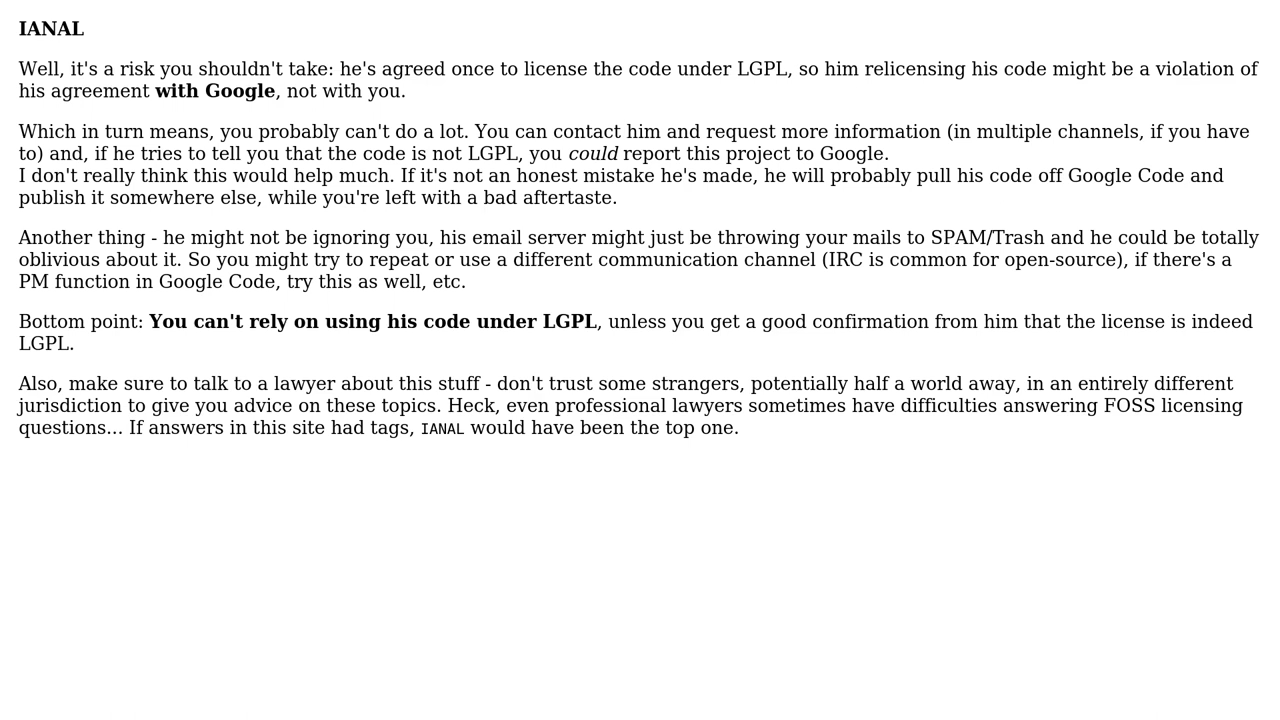 IANAL
Well, it's a risk you shouldn't take: he's agreed once to license the code under LGPL, so him relicensing his code might be a violation of
his agreement with Google, not with you.
Which in turn means, you probably can't do a lot. You can contact him and request more information (in multiple channels, if you have
to) and, if he tries to tell you that the code is not LGPL, you could report this project to Google.
I don't really think this would help much. If it's not an honest mistake he's made, he will probably pull his code off Google Code and
publish it somewhere else, while you're left with a bad aftertaste.
Another thing - he might not be ignoring you, his email server might just be throwing your mails to SPAM/Trash and he could be totally
oblivious about it. So you might try to repeat or use a different communication channel (IRC is common for open-source), if there's a
PM function in Google Code, try this as well, etc.
Bottom point: You can't rely on using his code under LGPL, unless you get a good confirmation from him that the license is indeed
LGPL.
Also, make sure to talk to a lawyer about this stuff - don't trust some strangers, potentially half a world away, in an entirely different
jurisdiction to give you advice on these topics. Heck, even professional lawyers sometimes have difficulties answering FOSS licensing
questions... If answers in this site had tags, IANAL would have been the top one.